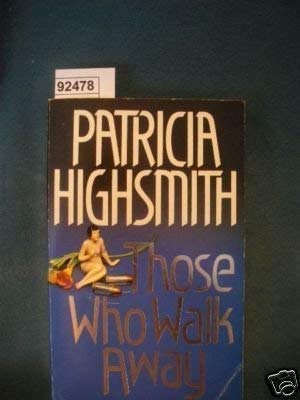 92478
PATRICIA
HIGHSMITH
Those
Who Walk
Away